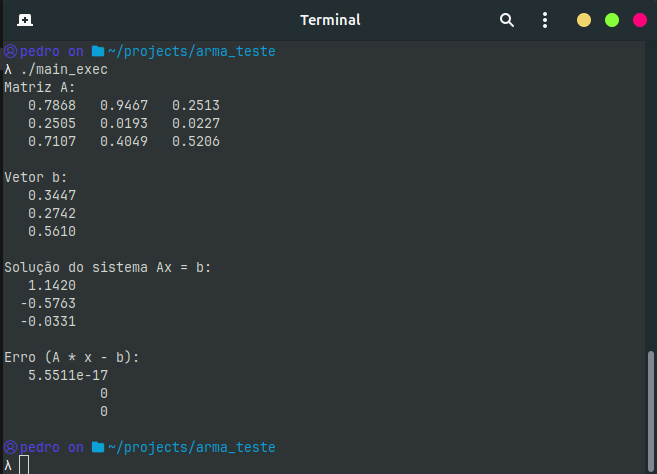 Terminal
pedro on ~/projects/arma_teste
λ ./main_exec
Matriz A:
0.7868 0.9467 0.2513
0.2505 0.0193 0.0227
0.7107 0.4049 0.5206
Vetor b:
0.3447
0.2742
0.5610
Solução do sistema Ax = b:
1.1420
-0.5763
-0.0331
Erro (A * x - b):
5.5511e-17
0
0
pedro on ~/projects/arma_teste
λ